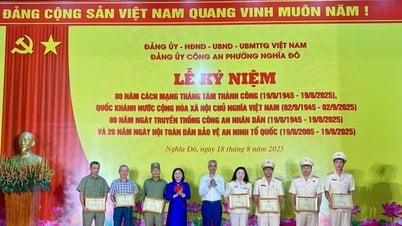 ĐẢNG CỘNG SẢN VIỆT NAM QUANG VINH MUÔN NĂM !
ĐẢNG ỦY - HĐND - UBND - UBMTTQ VIỆT NAM
ĐẢNG ỦY CÔNG AN PHƯỜNG NGHĨA ĐÔ
LỄ KỶ NIỆM
80 NĂM CÁCH MẠNG THÁNG TÁM THÀNH CÔNG (19/8/1945 - 19/8/2025),
QUỐC KHÁNH NƯỚC CỘNG HÒA XÃ HỘI CHỦ NGHĨA VIỆT NAM (02/9/1945 - 02/9/2025)
80 NĂM NGÀY TRUYỀN THỐNG CÔNG AN NHÂN DÂN (19/8/1945 - 19/8/2025)
VÀ 20 NĂM NGÀY HỘI TOÀN DÂN BẢO VỆ AN NINH TỔ QUỐC (19/8/2005 - 19/8/2025)
Nghĩa Đô, ngày 18 tháng 8 năm 2025